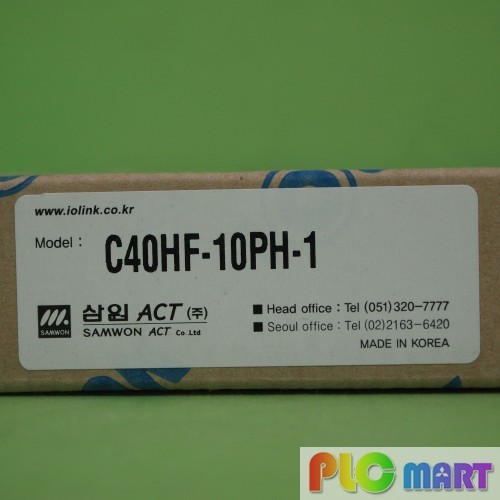 www.iolink.co.kr
Model : C40HF-10PH-1
SAMWON
삼원 ACT (주)
SAMWON ACT Co Ltd
■ Head office : Tel (051)320-7777
■ Seoul office : Tel (02)2163-6420
MADE IN KOREA
PLC MART